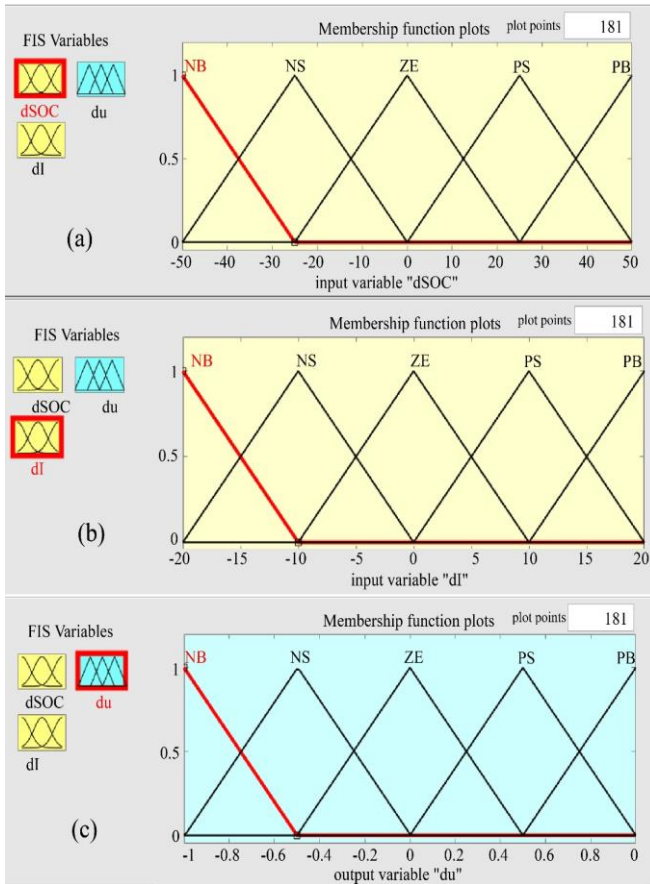 Membership function plots plot points 181
FIS Variables
NB NS ZE PS PB
dSOC du
dI
(a)
1
0.5
0
-50 -40 -30 -20 -10 0 10 20 30 40 50
input variable "dSOC"
Membership function plots plot points 181
FIS Variables
NB NS ZE PS PB
dSOC du
dI
(b)
1
0.5
0
-20 -15 -10 -5 0 5 10 15 20
input variable "dI"
Membership function plots plot points 181
FIS Variables
NB NS ZE PS PB
dSOC du
dI
(c)
1
0.5
0
-1 -0.8 -0.6 -0.4 -0.2 0 0.2 0.4 0.6 0.8 0
output variable "du"